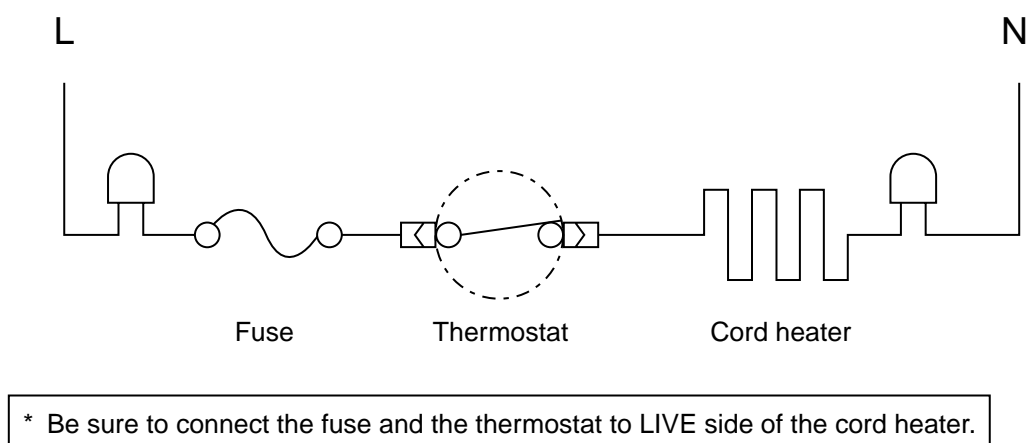 L N
Fuse Thermostat Cord heater
* Be sure to connect the fuse and the thermostat to LIVE side of the cord heater.